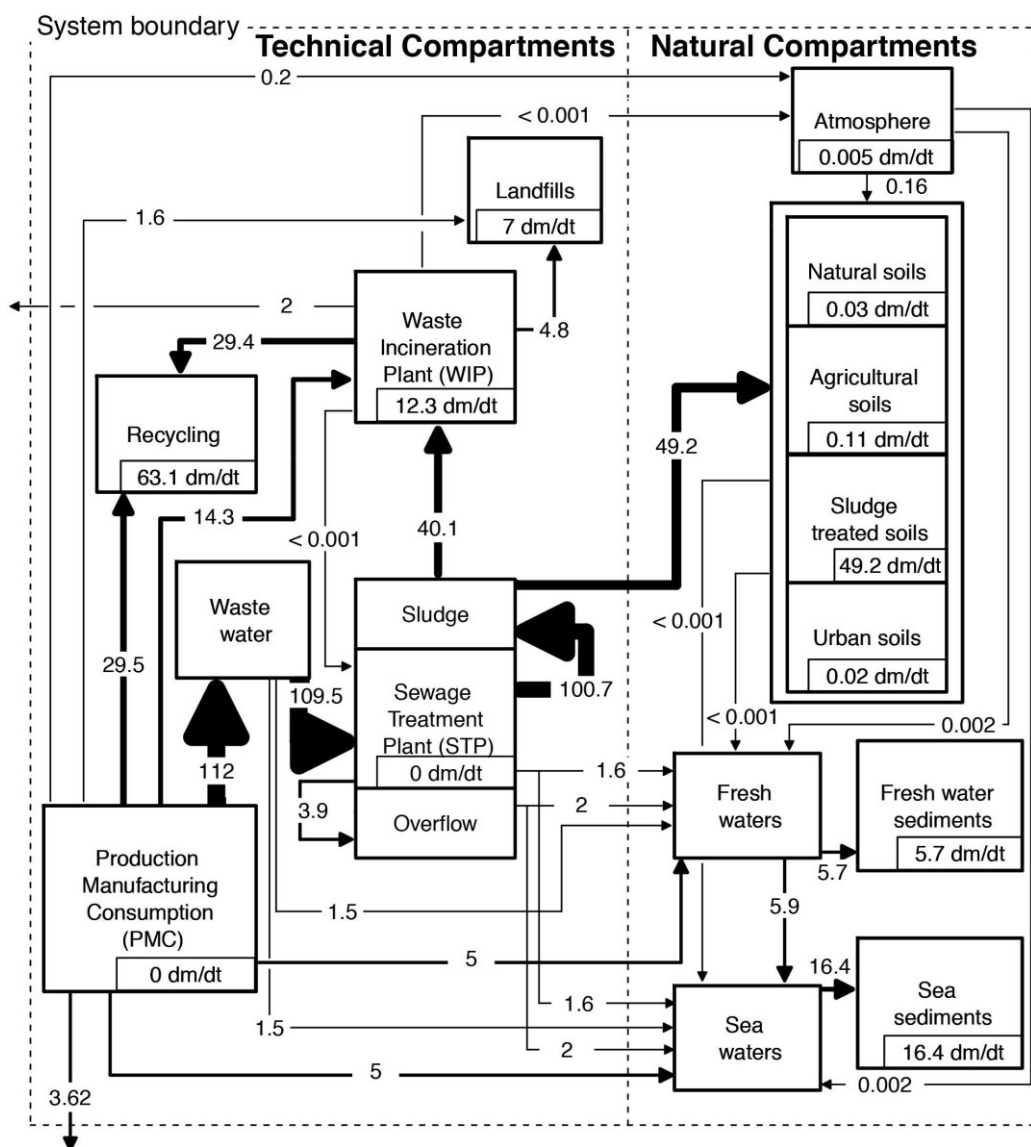 System boundary
Technical Compartments
Natural Compartments
0.2
< 0.001
Atmosphere
0.005 dm/dt
0.16
Landfills
7 dm/dt
1.6
2
Waste
Incineration
Plant (WIP)
12.3 dm/dt
4.8
29.4
Natural soils
0.03 dm/dt
Agricultural
soils
0.11 dm/dt
Sludge
treated soils
49.2 dm/dt
Urban soils
0.02 dm/dt
Recycling
63.1 dm/dt
14.3
49.2
< 0.001
40.1
Waste
water
Sludge
< 0.001
29.5
109.5
100.7
Sewage
Treatment
Plant (STP)
0 dm/dt
< 0.001
0.002
112
3.9
Overflow
1.6
2
Fresh
waters
Fresh water
sediments
5.7 dm/dt
5.7
Production
Manufacturing
Consumption
(PMC)
0 dm/dt
1.5
5.9
5
16.4
1.6
1.5
2
Sea
waters
Sea
sediments
16.4 dm/dt
5
0.002
3.62